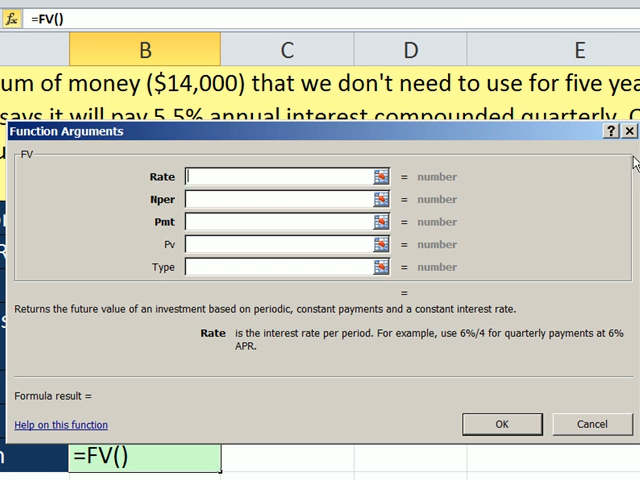 =FV()
B C D E
um of money ($14,000) that we don't need to use for five yea
says it will pay 5.5% annual interest compounded quarterly.
Function Arguments
FV
Rate = number
Nper = number
Pmt = number
Pv = number
Type = number
=
Returns the future value of an investment based on periodic, constant payments and a constant interest rate.
Rate is the interest rate per period. For example, use 6%/4 for quarterly payments at 6%
APR.
Formula result =
Help on this function
OK Cancel
=FV()